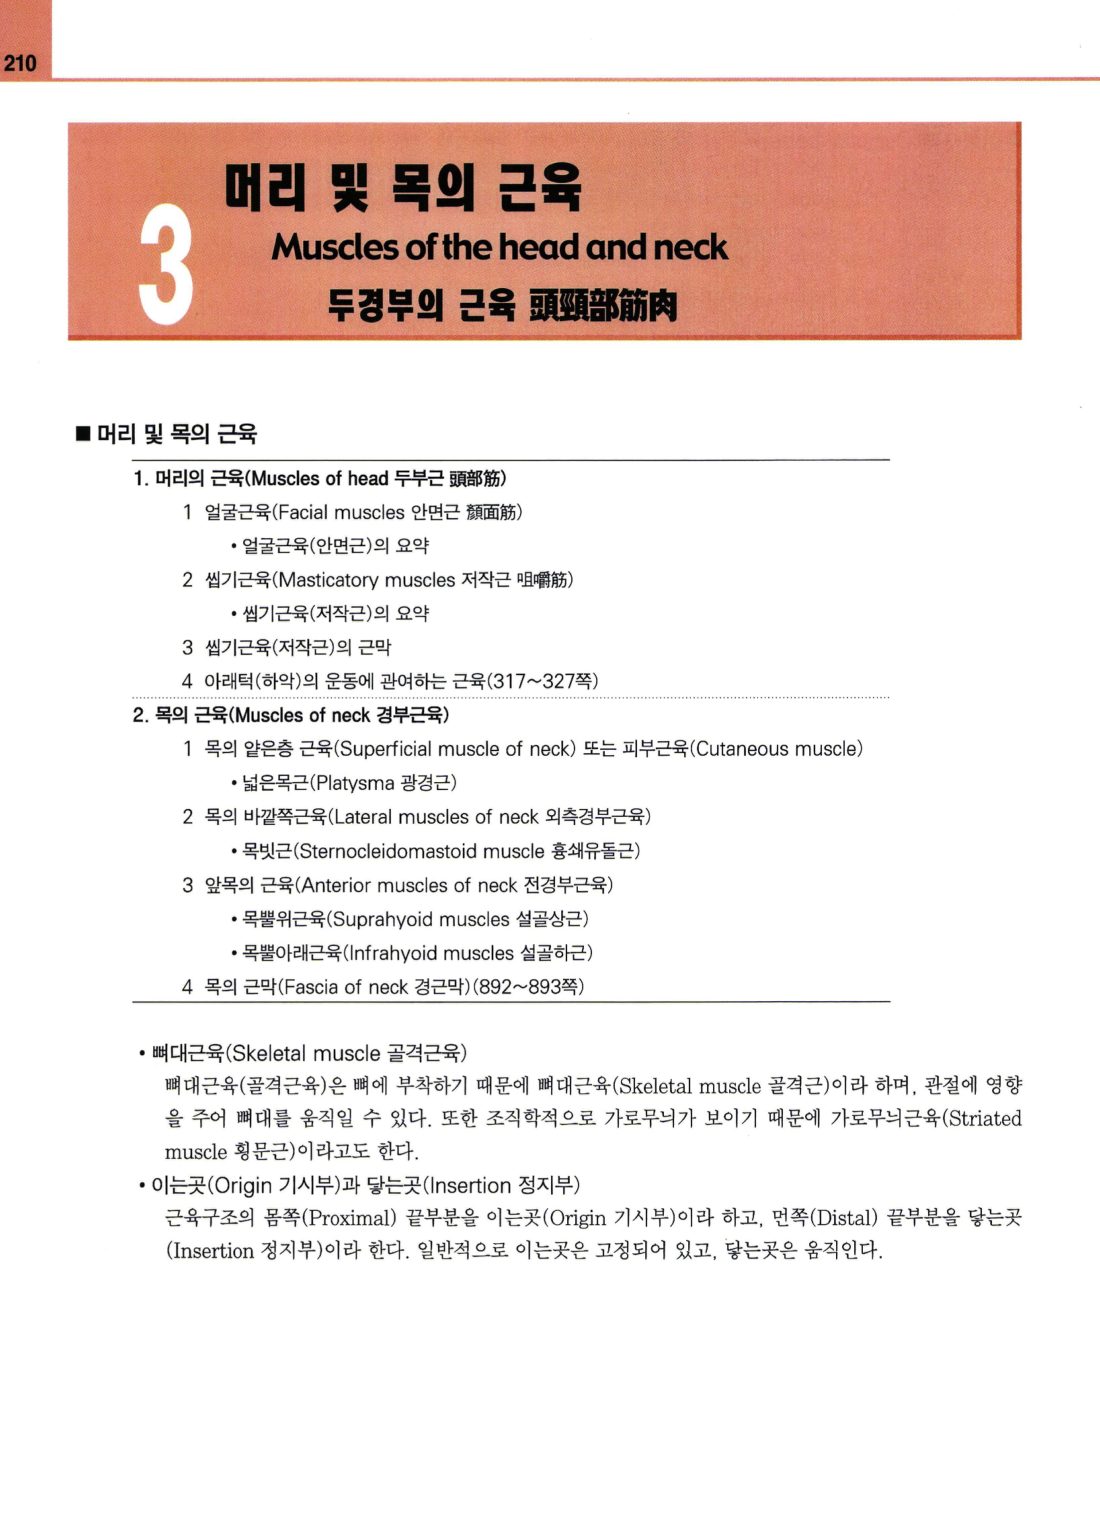 210
3
머리 및 목의 근육
Muscles of the head and neck
두경부의 근육 頭頸部筋肉
■ 머리 및 목의 근육
1. 머리의 근육(Muscles of head 두부근 頭部筋)
1 얼굴근육(Facial muscles 안면근 顏面筋)
• 얼굴근육(안면근)의 요약
2 씹기근육(Masticatory muscles 저작근 咀嚼筋)
• 씹기근육(저작근)의 요약
3 씹기근육(저작근)의 근막
4 아래턱(하악)의 운동에 관여하는 근육(317~327쪽)
2. 목의 근육(Muscles of neck 경부근육)
1 목의 얕은층 근육(Superficial muscle of neck) 또는 피부근육(Cutaneous muscle)
• 넓은목근(Platysma 광경근)
2 목의 바깥쪽근육(Lateral muscles of neck 외측경부근육)
• 목빗근(Sternocleidomastoid muscle 흉쇄유돌근)
3 앞목의 근육(Anterior muscles of neck 전경부근육)
• 목뿔위근육(Suprahyoid muscles 설골상근)
• 목뿔아래근육(Infrahyoid muscles 설골하근)
4 목의 근막(Fascia of neck 경근막)(892~893쪽)
• 뼈대근육(Skeletal muscle 골격근육)
뼈대근육(골격근육)은 뼈에 부착하기 때문에 뼈대근육(Skeletal muscle 골격근)이라 하며, 관절에 영향
을 주어 뼈대를 움직일 수 있다. 또한 조직학적으로 가로무늬가 보이기 때문에 가로무늬근육(Striated
muscle 횡문근)이라고도 한다.
• 이는곳(Origin 기시부)과 닿는곳(Insertion 정지부)
근육구조의 몸쪽(Proximal) 끝부분을 이는곳(Origin 기시부)이라 하고, 먼쪽(Distal) 끝부분을 닿는곳
(Insertion 정지부)이라 한다. 일반적으로 이는곳은 고정되어 있고, 닿는곳은 움직인다.